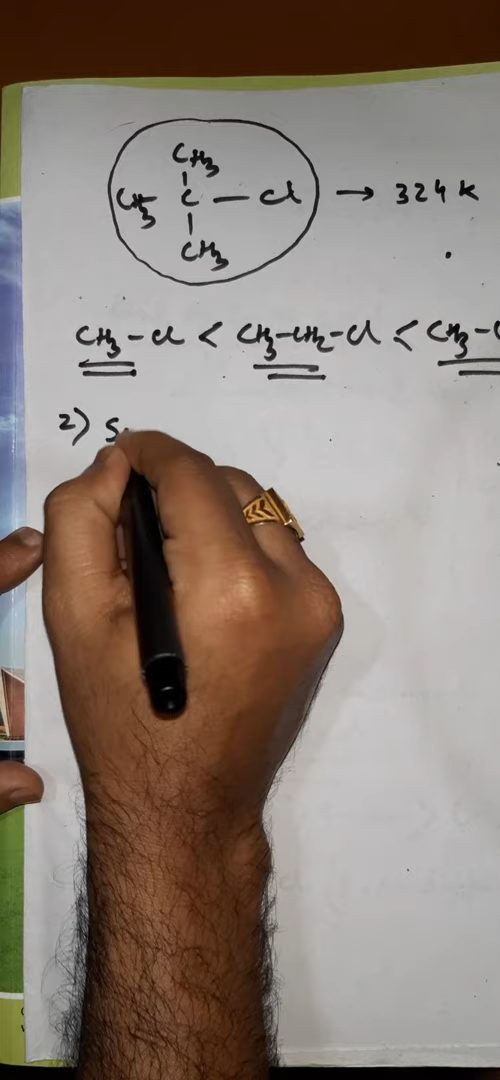 CH3
CH3 - C - Cl → 324 K
CH3
CH3-Cl < CH3-CH2-Cl < CH3-
2) S